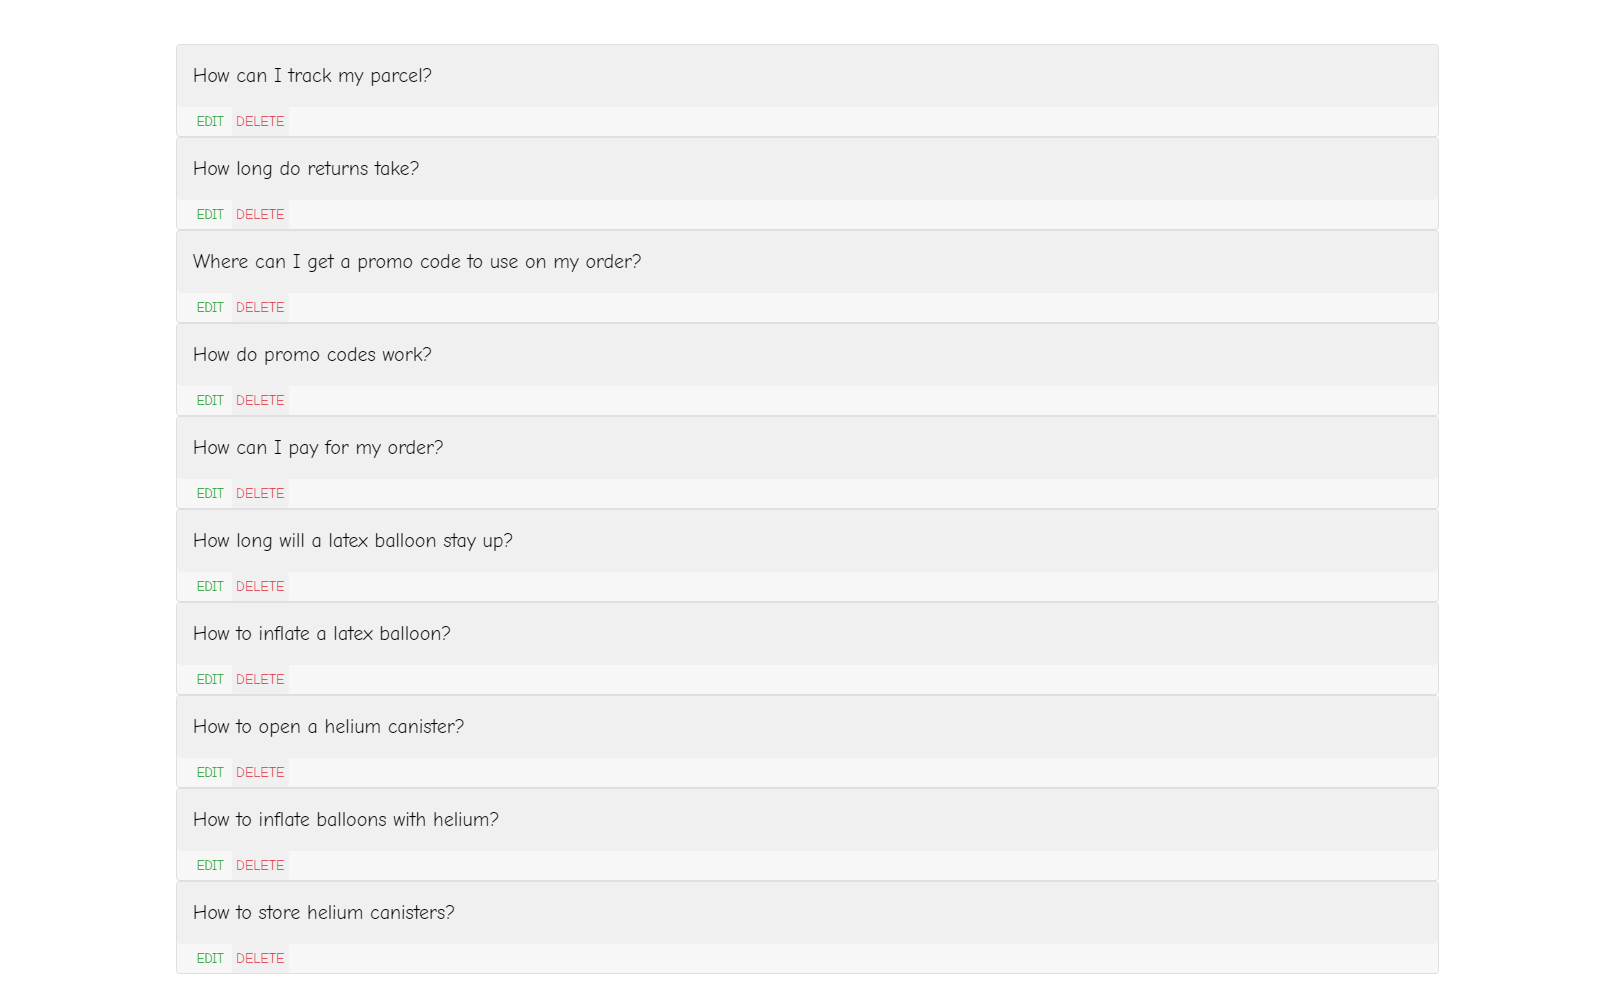 How can I track my parcel?
EDIT DELETE
How long do returns take?
EDIT DELETE
Where can I get a promo code to use on my order?
EDIT DELETE
How do promo codes work?
EDIT DELETE
How can I pay for my order?
EDIT DELETE
How long will a latex balloon stay up?
EDIT DELETE
How to inflate a latex balloon?
EDIT DELETE
How to open a helium canister?
EDIT DELETE
How to inflate balloons with helium?
EDIT DELETE
How to store helium canisters?
EDIT DELETE